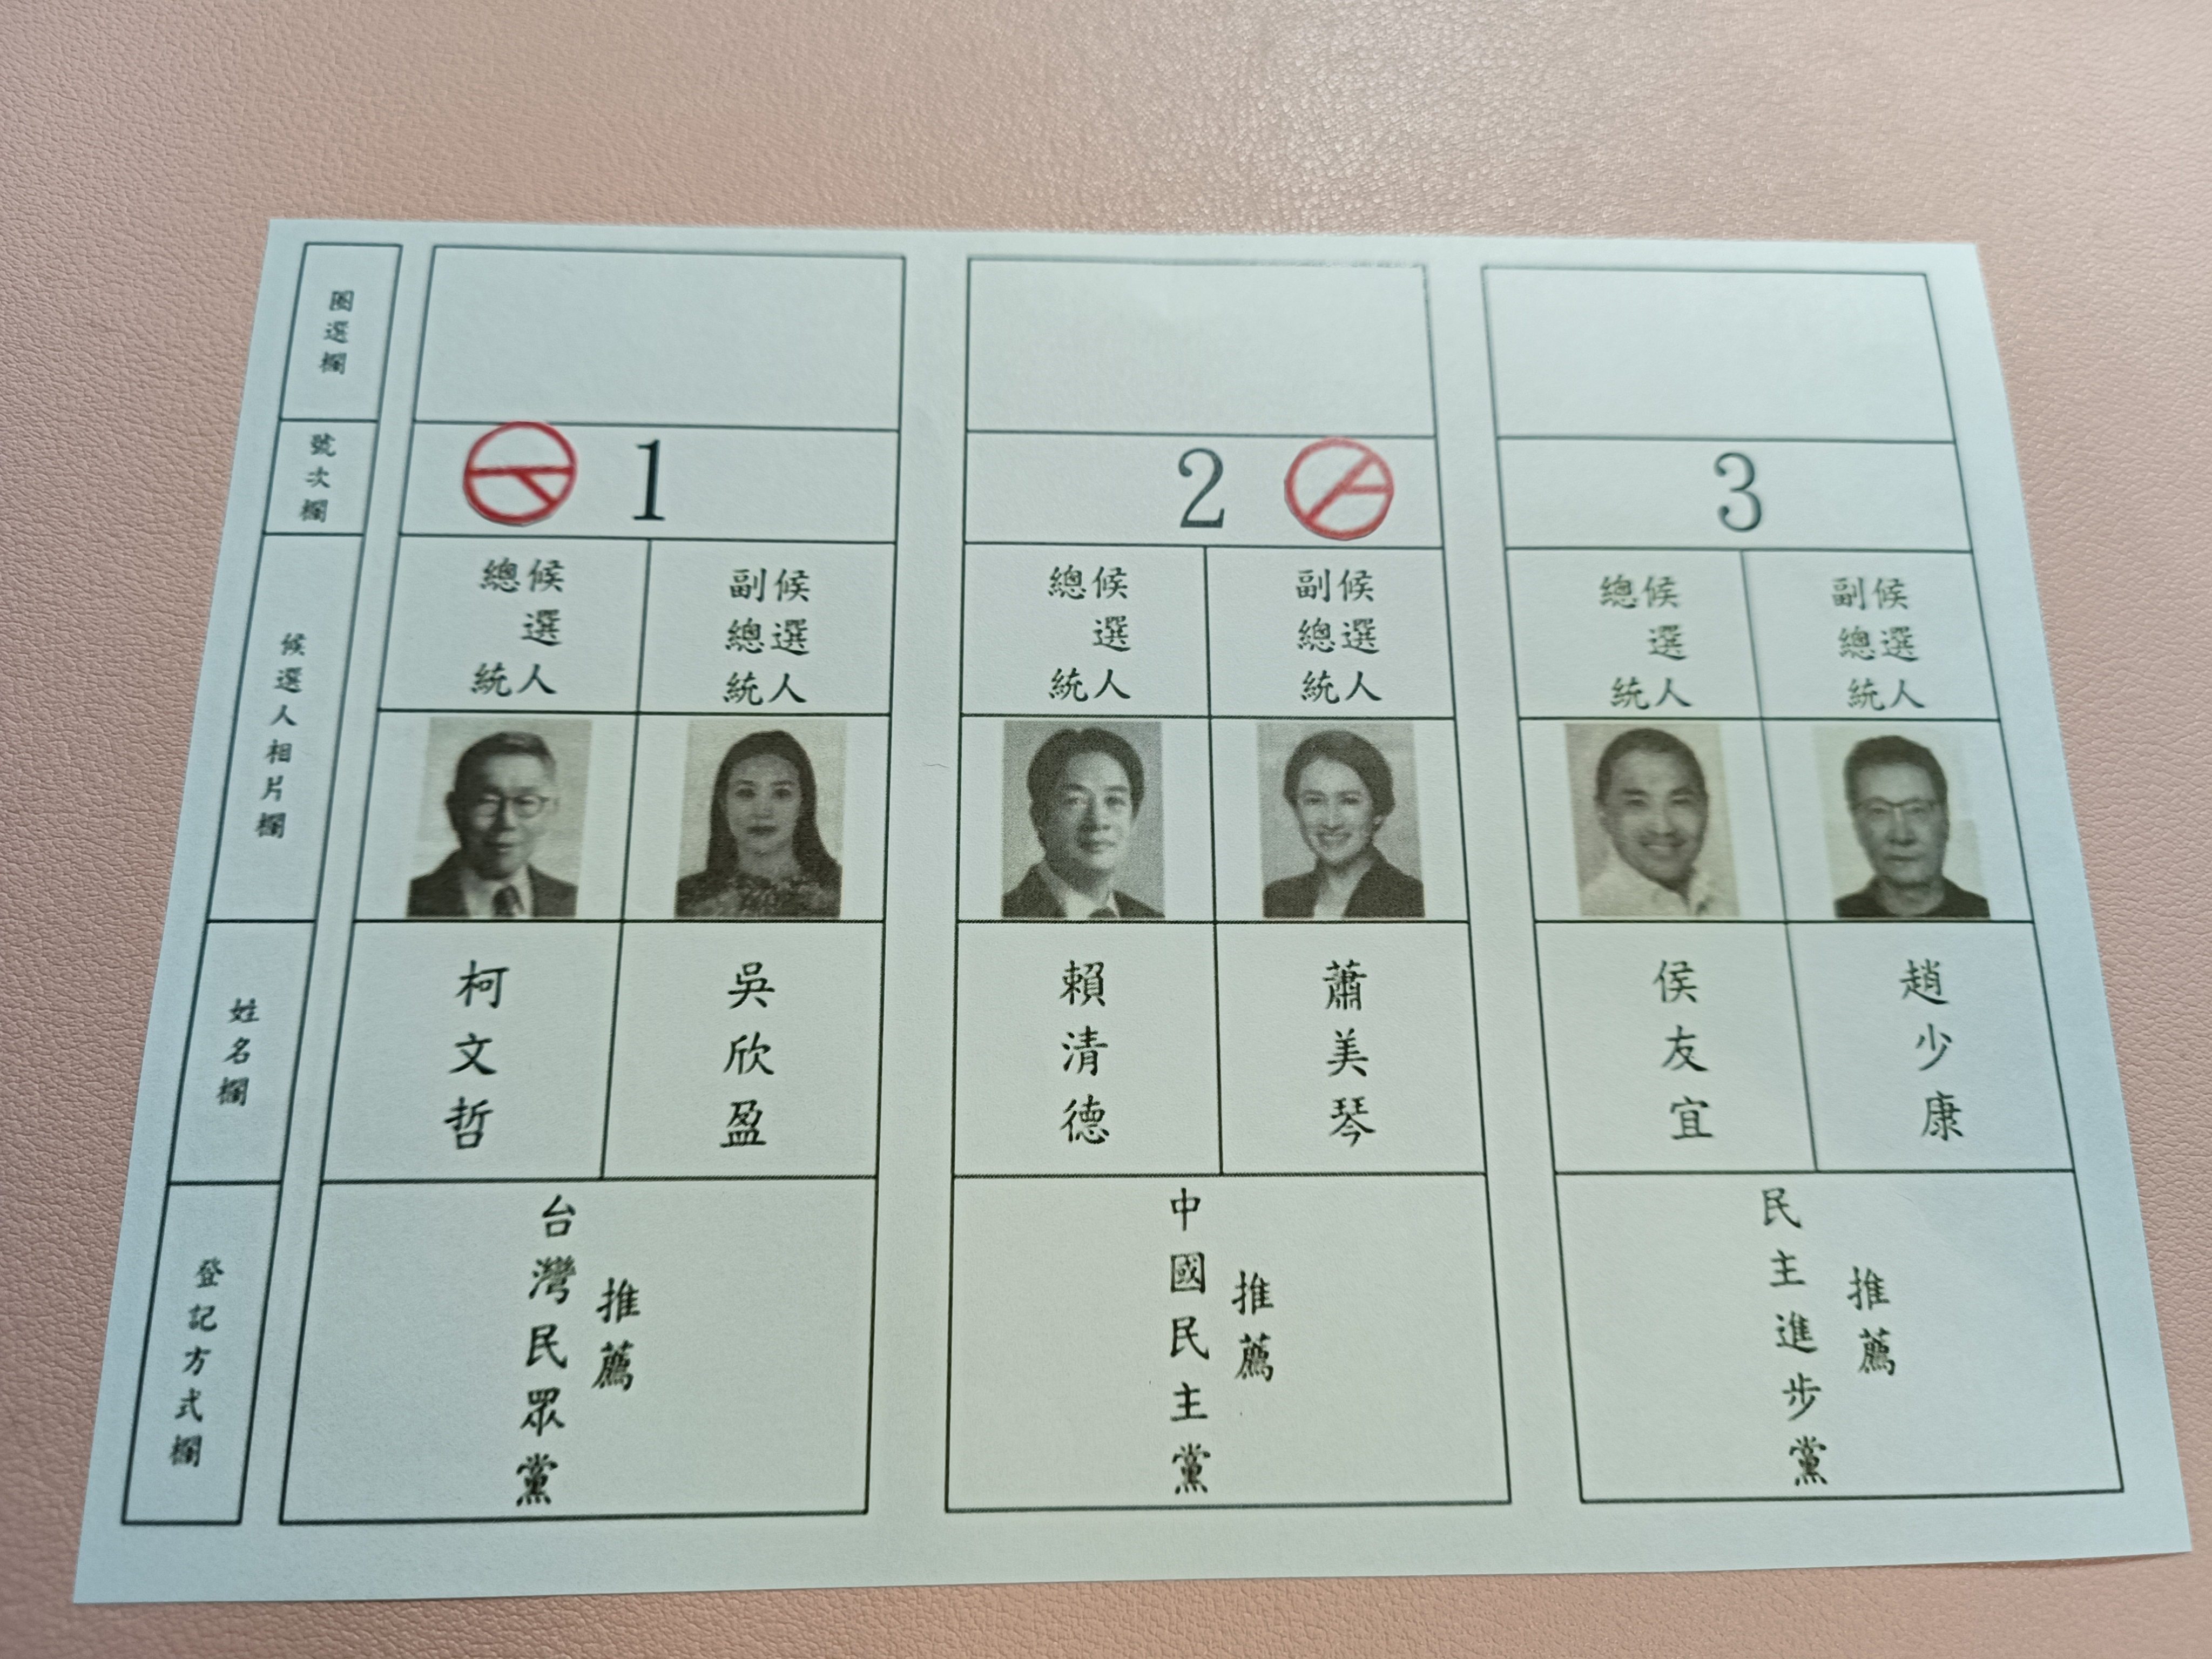 圈選欄
號次欄
候選人相片欄
姓名欄
登記方式欄
1
總統
候選人
副總統
候選人
柯文哲
吳欣盈
台灣民眾黨
推薦
2
總統
候選人
副總統
候選人
賴清德
蕭美琴
中國民主黨
推薦
3
總統
候選人
副總統
候選人
侯友宜
趙少康
民主進步黨
推薦